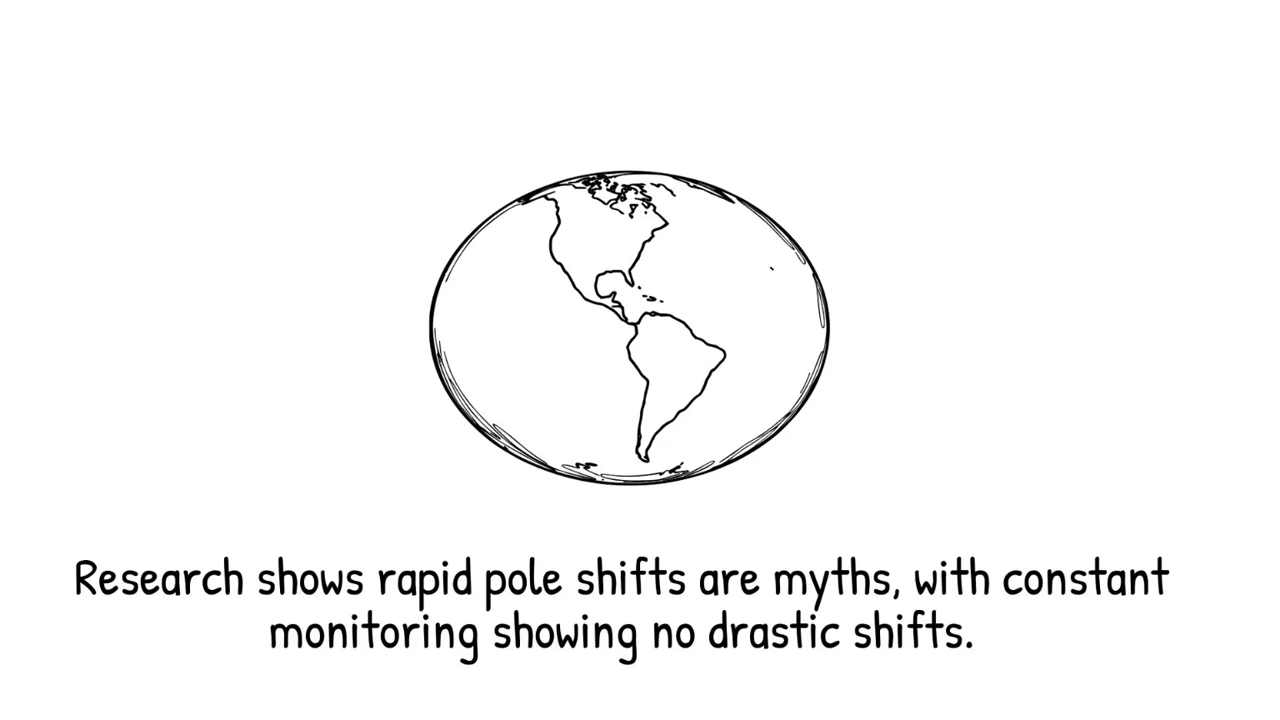 Research shows rapid pole shifts are myths, with constant
monitoring showing no drastic shifts.